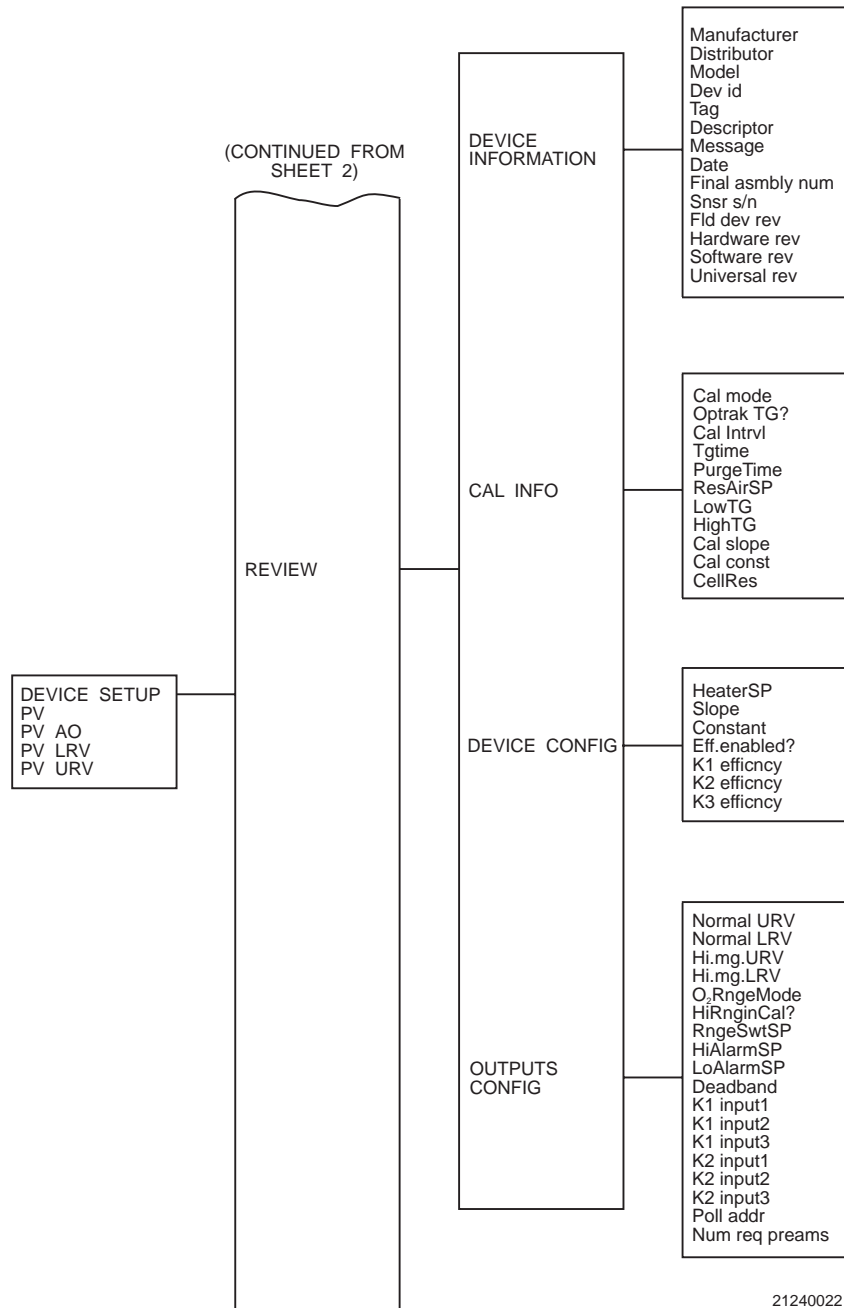 (CONTINUED FROM
SHEET 2)
DEVICE SETUP
PV
PV AO
PV LRV
PV URV
REVIEW
DEVICE
INFORMATION
Manufacturer
Distributor
Model
Dev id
Tag
Descriptor
Message
Date
Final asmbly num
Snsr s/n
Fld dev rev
Hardware rev
Software rev
Universal rev
CAL INFO
Cal mode
Optrak TG?
Cal Intrvl
Tgtime
PurgeTime
ResAirSP
LowTG
HighTG
Cal slope
Cal const
CellRes
DEVICE CONFIG
HeaterSP
Slope
Constant
Eff.enabled?
K1 efficncy
K2 efficncy
K3 efficncy
OUTPUTS
CONFIG
Normal URV
Normal LRV
Hi.mg.URV
Hi.mg.LRV
O₂RngeMode
HiRnginCal?
RngeSwtSP
HiAlarmSP
LoAlarmSP
Deadband
K1 input1
K1 input2
K1 input3
K2 input1
K2 input2
K2 input3
Poll addr
Num req preams
21240022